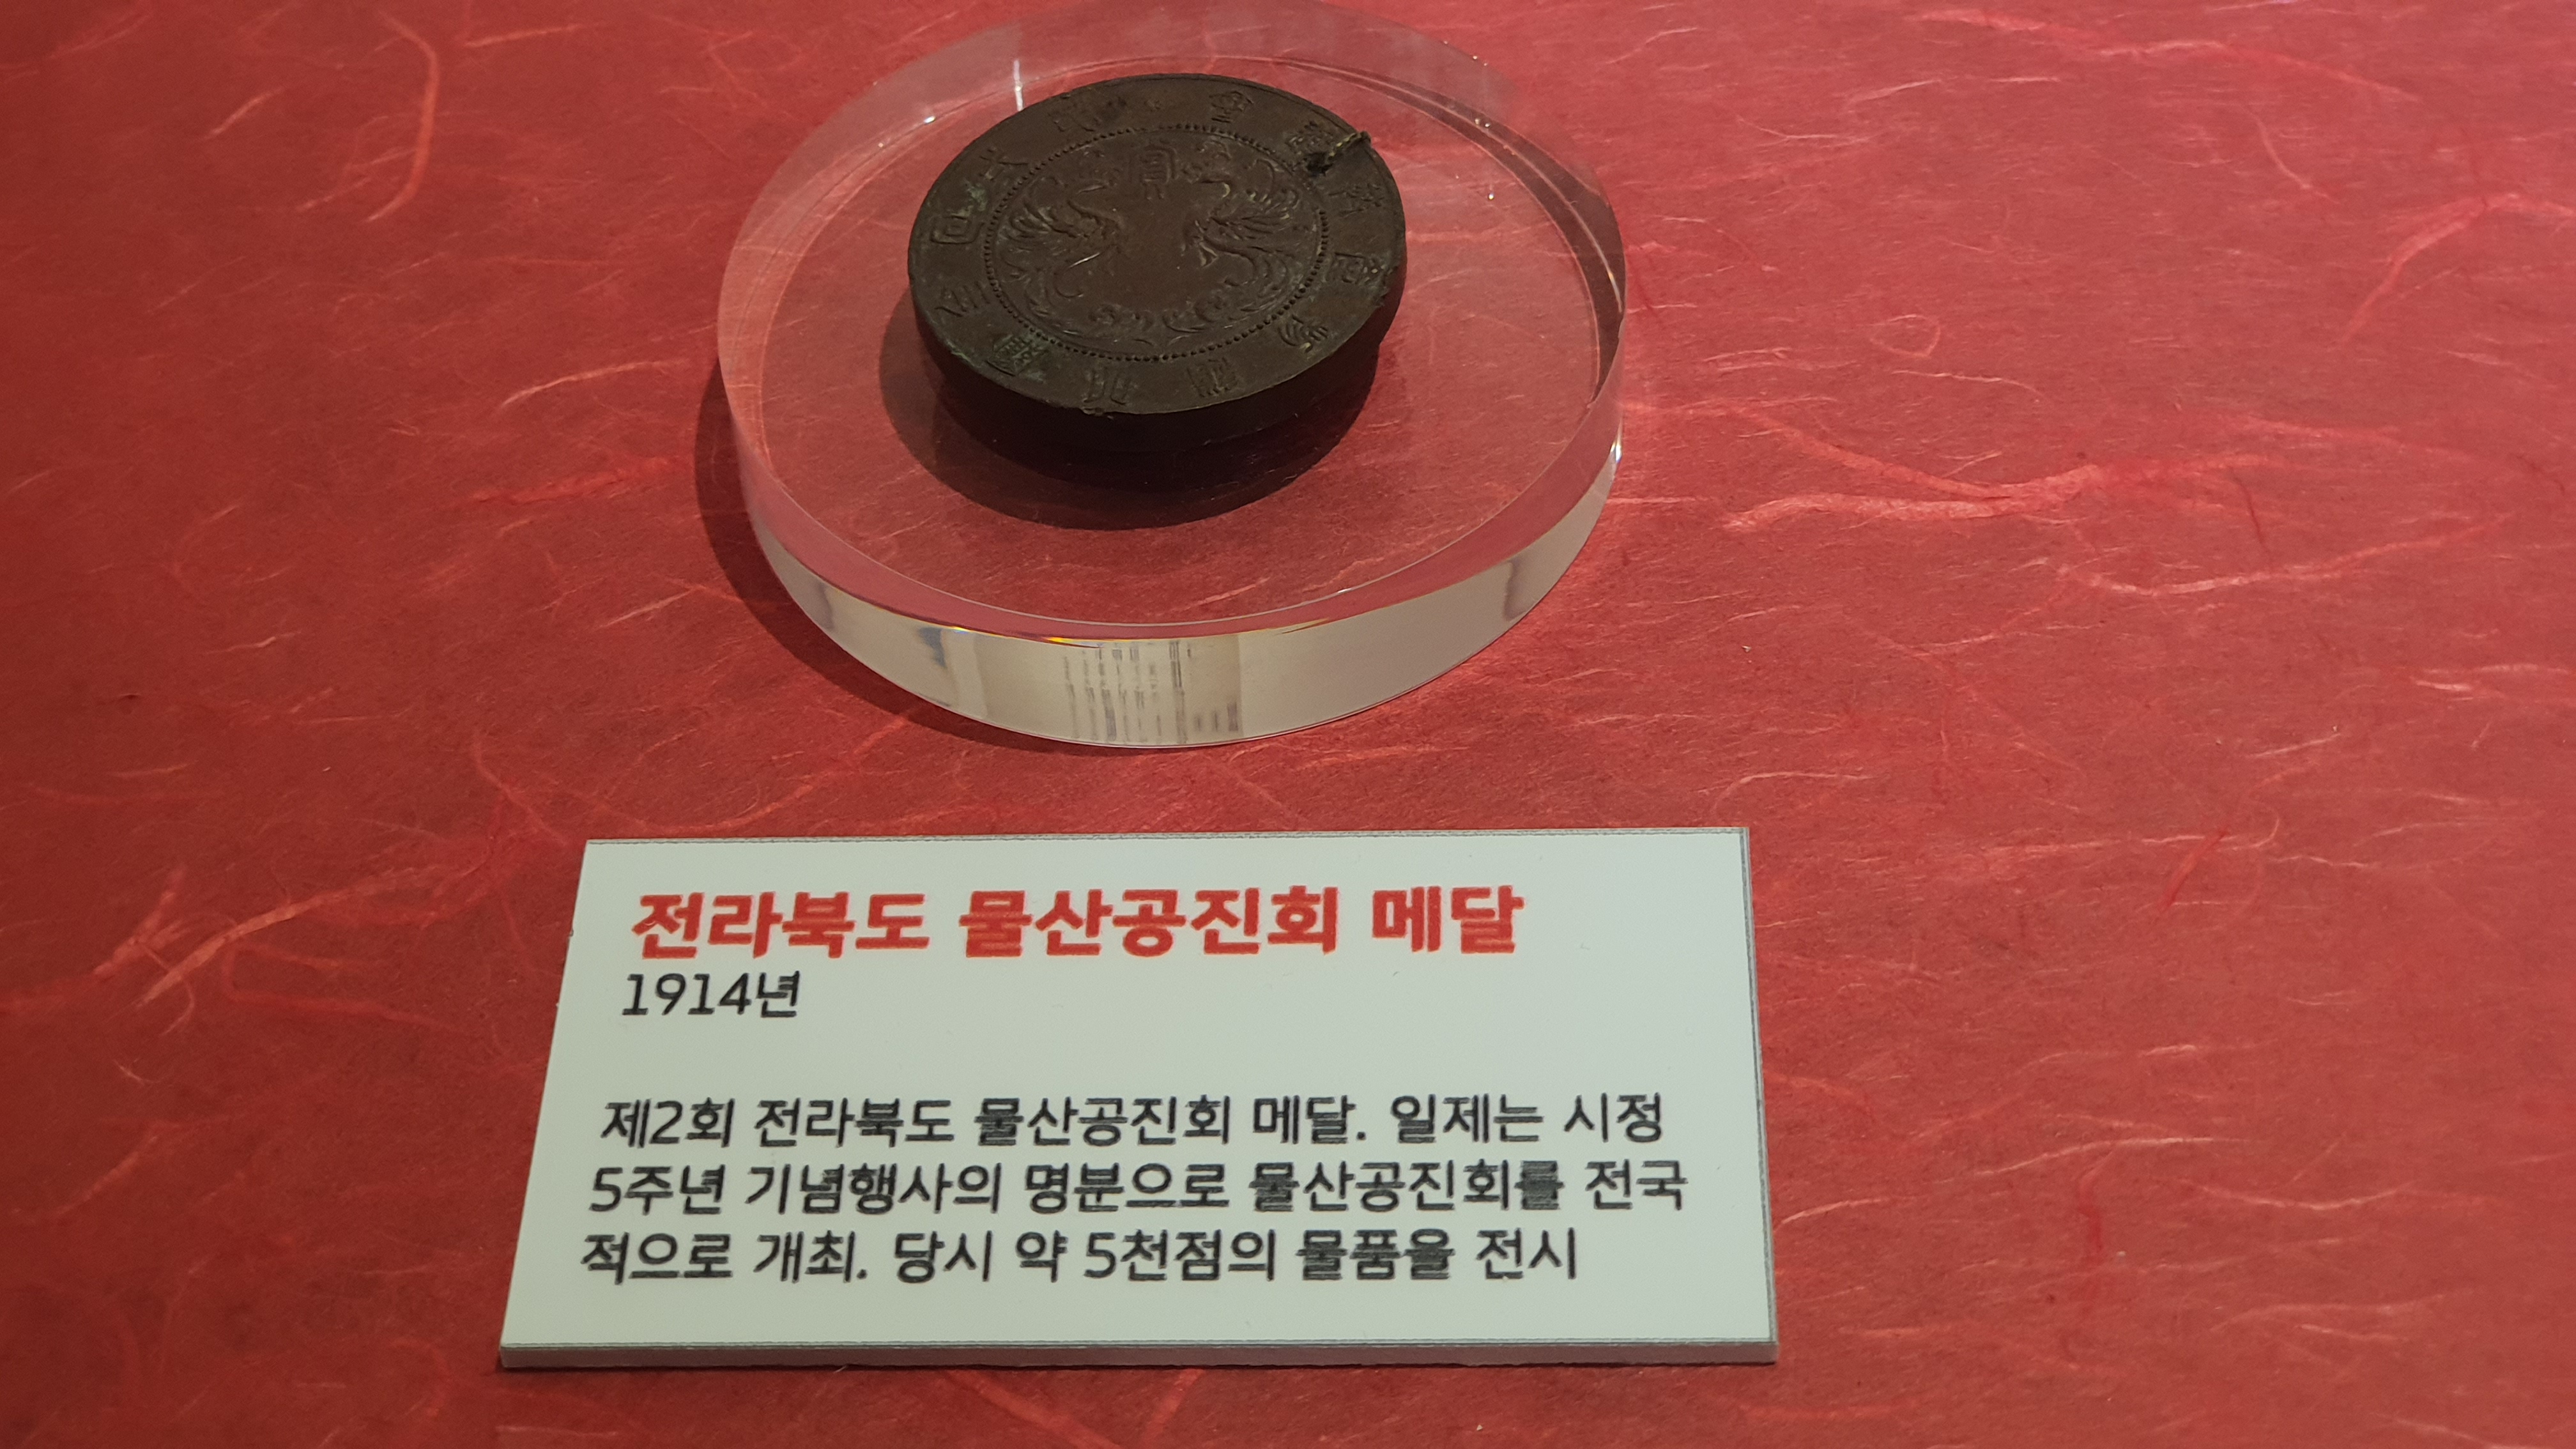 전라북도 물산공진회 메달
1914년
제2회 전라북도 물산공진회 메달. 일제는 시정
5주년 기념행사의 명분으로 물산공진회를 전국
적으로 개최. 당시 약 5천점의 물품을 전시